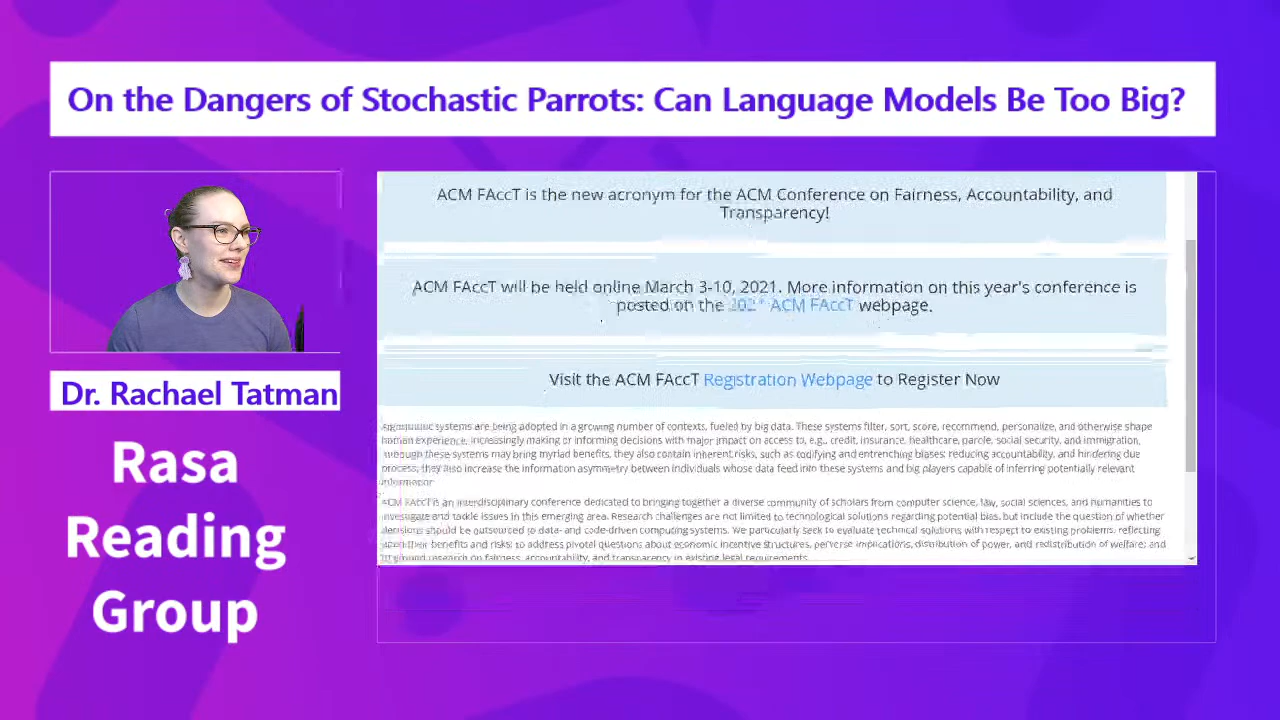 On the Dangers of Stochastic Parrots: Can Language Models Be Too Big?
Dr. Rachael Tatman
Rasa
Reading
Group
ACM FAccT is the new acronym for the ACM Conference on Fairness, Accountability, and
Transparency!
ACM FAccT will be held online March 3-10, 2021. More information on this year's conference is
posted on the ACM FAccT webpage.
Visit the ACM FAccT Registration Webpage to Register Now
systems are being adopted in a growing number of contexts, fueled by big data. These systems filter, sort, score, recommend, personalize, and otherwise shape
human experience, increasingly making or informing decisions with major impact on access to, e.g., credit, insurance, healthcare, parole, social security, and immigration.
Although these systems may bring myriad benefits, they also contain inherent risks, such as codifying and entrenching biases; reducing accountability, and hindering due
process; they also increase the information asymmetry between individuals whose data feed into these systems and big players capable of inferring potentially relevant
information.
ACM FAccT is an interdisciplinary conference dedicated to bringing together a diverse community of scholars from computer science, law, social sciences, and humanities to
investigate and tackle issues in this emerging area. Research challenges are not limited to technological solutions regarding potential bias, but include the question of whether
decisions should be outsourced to data- and code-driven computing systems. We particularly seek to evaluate technical solutions with respect to existing problems, reflecting
upon their benefits and risks; to address pivotal questions about economic incentive structures, perverse implications, distribution of power, and redistribution of welfare; and
to ground research on fairness, accountability, and transparency in existing legal requirements.